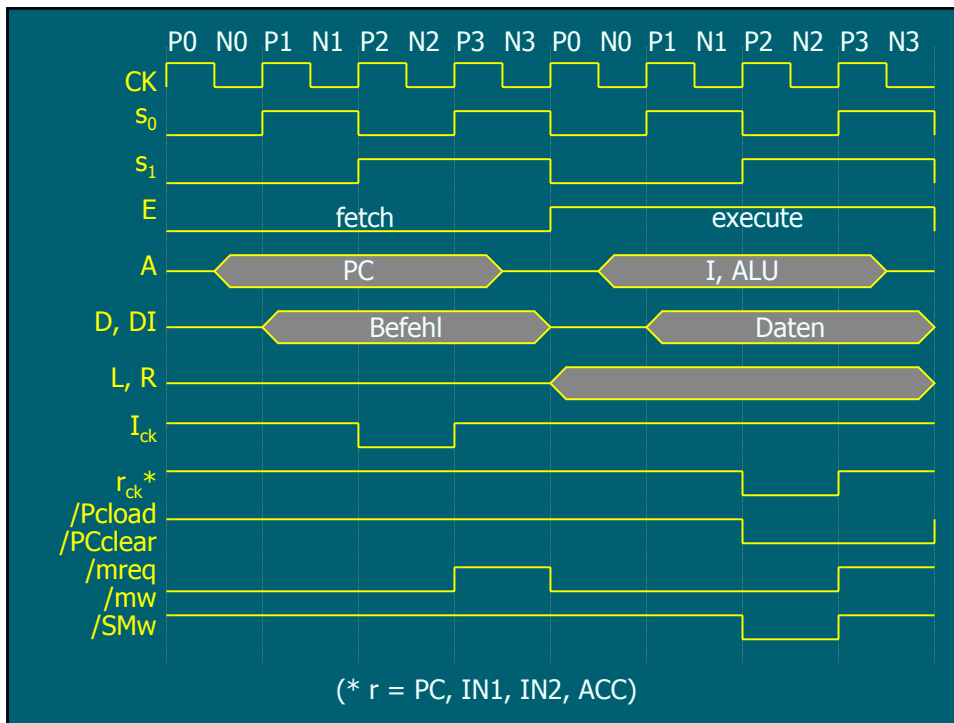 P0 N0 P1 N1 P2 N2 P3 N3 P0 N0 P1 N1 P2 N2 P3 N3
CK
s0
s1
E fetch execute
A PC I, ALU
D, DI Befehl Daten
L, R
Ick
rck*
/Pcload
/PCclear
/mreq
/mw
/SMw
(* r = PC, IN1, IN2, ACC)